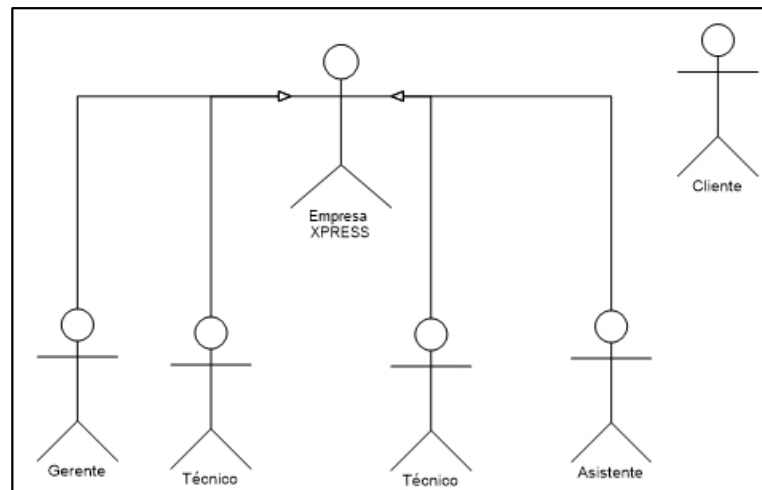 Cliente
Empresa
XPRESS
Gerente
Técnico
Técnico
Asistente